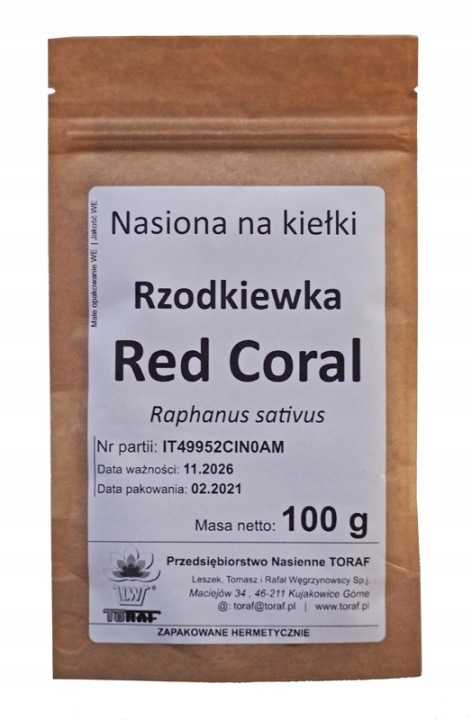 Małe opakowanie WE | Jakość WE
Nasiona na kiełki
Rzodkiewka
Red Coral
Raphanus sativus
Nr partii: IT49952CIN0AM
Data ważności: 11.2026
Data pakowania: 02.2021
Masa netto: 100 g
Przedsiębiorstwo Nasienne TORAF
Leszek, Tomasz i Rafał Węgrzynowscy Sp.j.
Maciejów 34 , 46-211 Kujakowice Górne
@: toraf@toraf.pl | www.toraf.pl
LW
TORAF
ZAPAKOWANE HERMETYCZNIE